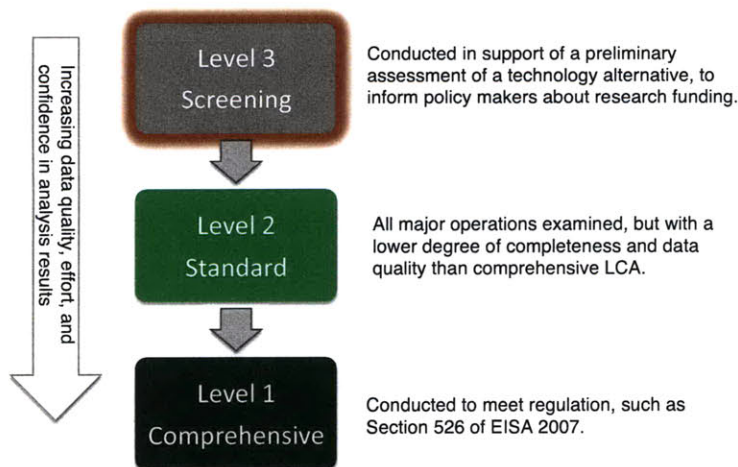 Increasing data quality, effort, and
confidence in analysis results
Level 3
Screening
Conducted in support of a preliminary
assessment of a technology alternative, to
inform policy makers about research funding.
Level 2
Standard
All major operations examined, but with a
lower degree of completeness and data
quality than comprehensive LCA.
Level 1
Comprehensive
Conducted to meet regulation, such as
Section 526 of EISA 2007.